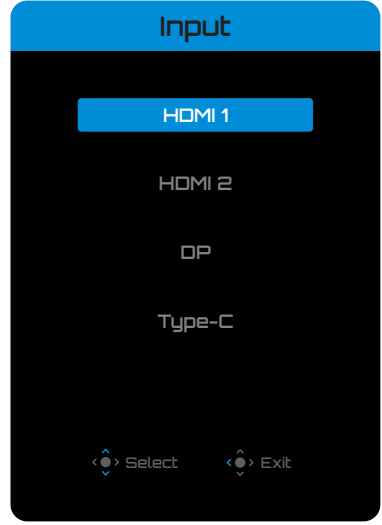 Input
HDMI 1
HDMI 2
DP
Type-C
Select Exit